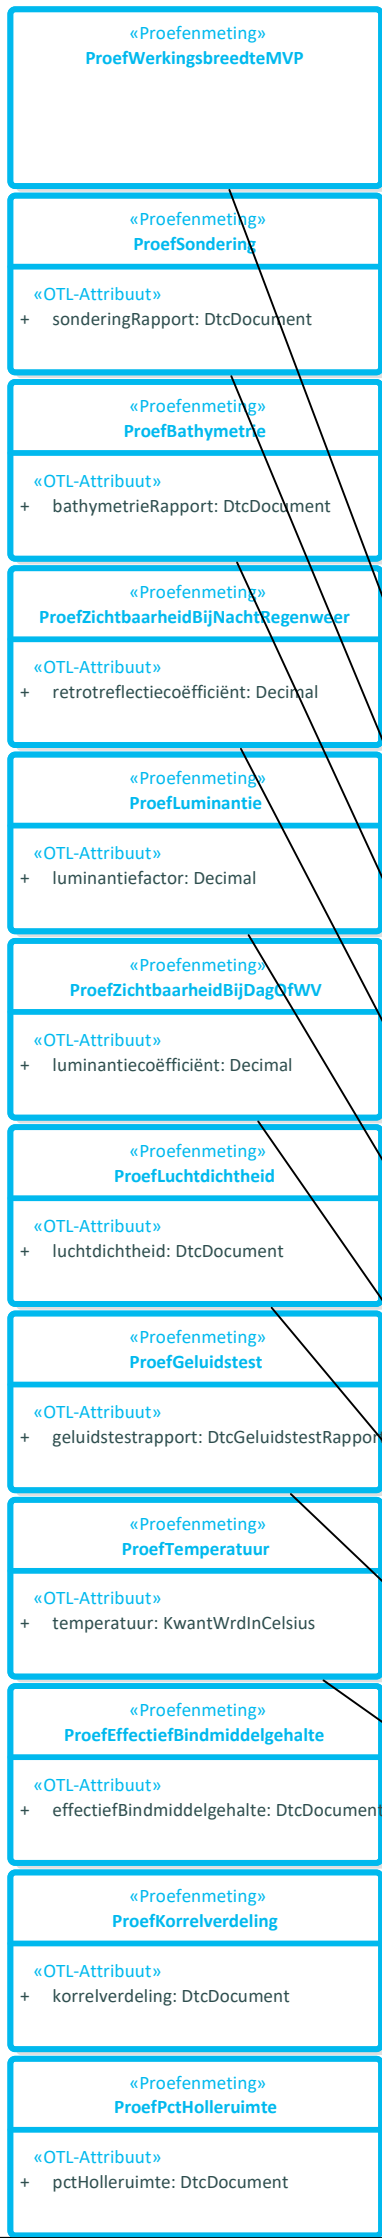 «Proefenmeting»
ProefWerkingsbreedteMVP
«Proefenmeting»
ProefSondering
«OTL-Attribuut»
+ sonderingRapport: DtcDocument
«Proefenmeting»
ProefBathymetrie
«OTL-Attribuut»
+ bathymetrieRapport: DtcDocument
«Proefenmeting»
ProefZichtbaarheidBijNachtRegenweer
«OTL-Attribuut»
+ retrotreflectiecoëfficiënt: Decimal
«Proefenmeting»
ProefLuminantie
«OTL-Attribuut»
+ luminantiefactor: Decimal
«Proefenmeting»
ProefZichtbaarheidBijDagOfWV
«OTL-Attribuut»
+ luminantiecoëfficiënt: Decimal
«Proefenmeting»
ProefLuchtdichtheid
«OTL-Attribuut»
+ luchtdichtheid: DtcDocument
«Proefenmeting»
ProefGeluidstest
«OTL-Attribuut»
+ geluidstestrapport: DtcGeluidstestRappor
«Proefenmeting»
ProefTemperatuur
«OTL-Attribuut»
+ temperatuur: KwantWrdInCelsius
«Proefenmeting»
ProefEffectiefBindmiddelgehalte
«OTL-Attribuut»
+ effectiefBindmiddelgehalte: DtcDocument
«Proefenmeting»
ProefKorrelverdeling
«OTL-Attribuut»
+ korrelverdeling: DtcDocument
«Proefenmeting»
ProefPctHolleruimte
«OTL-Attribuut»
+ pctHolleruimte: DtcDocument